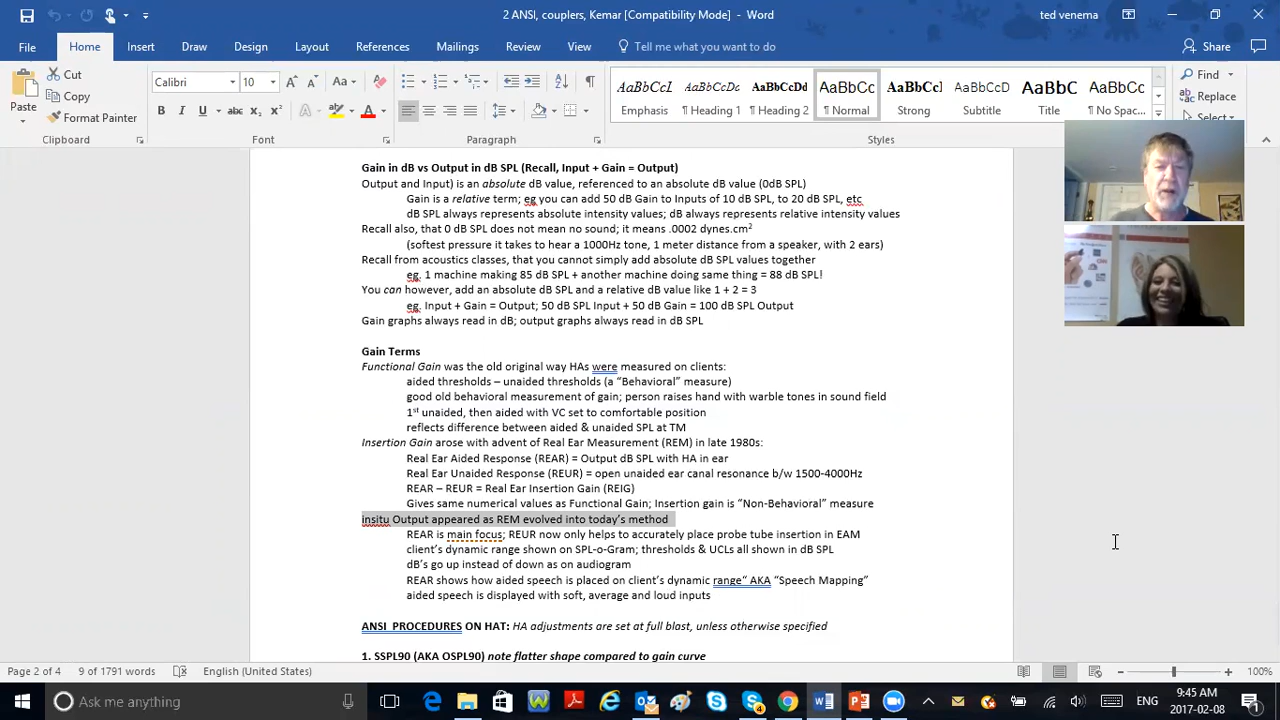 2 ANSI, couplers, Kemar [Compatibility Mode] - Word
ted venema
File Home Insert Draw Design Layout References Mailings Review View Tell me what you want to do Share
Cut
Copy
Format Painter
Paste
Calibri 10
Aa
B I U abc x₂ x² A
AaBbCcI AaBbCcDc AaBbCcDd AaBbCc AaBbCcI AaBbCcDd AaBbC AaBbCc
Emphasis ¶ Heading 1 ¶ Heading 2 ¶ Normal Strong Subtitle Title ¶ No Spac...
Find
Replace
Select
Clipboard Font Paragraph Styles
Gain in dB vs Output in dB SPL (Recall, Input + Gain = Output)
Output and Input) is an absolute dB value, referenced to an absolute dB value (0dB SPL)
Gain is a relative term; eg you can add 50 dB Gain to Inputs of 10 dB SPL, to 20 dB SPL, etc
dB SPL always represents absolute intensity values; dB always represents relative intensity values
Recall also, that 0 dB SPL does not mean no sound; it means .0002 dynes.cm²
(softest pressure it takes to hear a 1000Hz tone, 1 meter distance from a speaker, with 2 ears)
Recall from acoustics classes, that you cannot simply add absolute dB SPL values together
eg. 1 machine making 85 dB SPL + another machine doing same thing = 88 dB SPL!
You can however, add an absolute dB SPL and a relative dB value like 1 + 2 = 3
eg. Input + Gain = Output; 50 dB SPL Input + 50 dB Gain = 100 dB SPL Output
Gain graphs always read in dB; output graphs always read in dB SPL
Gain Terms
Functional Gain was the old original way HAs were measured on clients:
aided thresholds – unaided thresholds (a “Behavioral” measure)
good old behavioral measurement of gain; person raises hand with warble tones in sound field
1st unaided, then aided with VC set to comfortable position
reflects difference between aided & unaided SPL at TM
Insertion Gain arose with advent of Real Ear Measurement (REM) in late 1980s:
Real Ear Aided Response (REAR) = Output dB SPL with HA in ear
Real Ear Unaided Response (REUR) = open unaided ear canal resonance b/w 1500-4000Hz
REAR – REUR = Real Ear Insertion Gain (REIG)
Gives same numerical values as Functional Gain; Insertion gain is “Non-Behavioral” measure
insitu Output appeared as REM evolved into today’s method
REAR is main focus; REUR now only helps to accurately place probe tube insertion in EAM
client’s dynamic range shown on SPL-o-Gram; thresholds & UCLs all shown in dB SPL
dB’s go up instead of down as on audiogram
REAR shows how aided speech is placed on client’s dynamic range“ AKA “Speech Mapping”
aided speech is displayed with soft, average and loud inputs
ANSI PROCEDURES ON HAT: HA adjustments are set at full blast, unless otherwise specified
1. SSPL90 (AKA OSPL90) note flatter shape compared to gain curve
Page 2 of 4 9 of 1791 words English (United States) 100%
Ask me anything
4
ENG
9:45 AM
2017-02-08
1